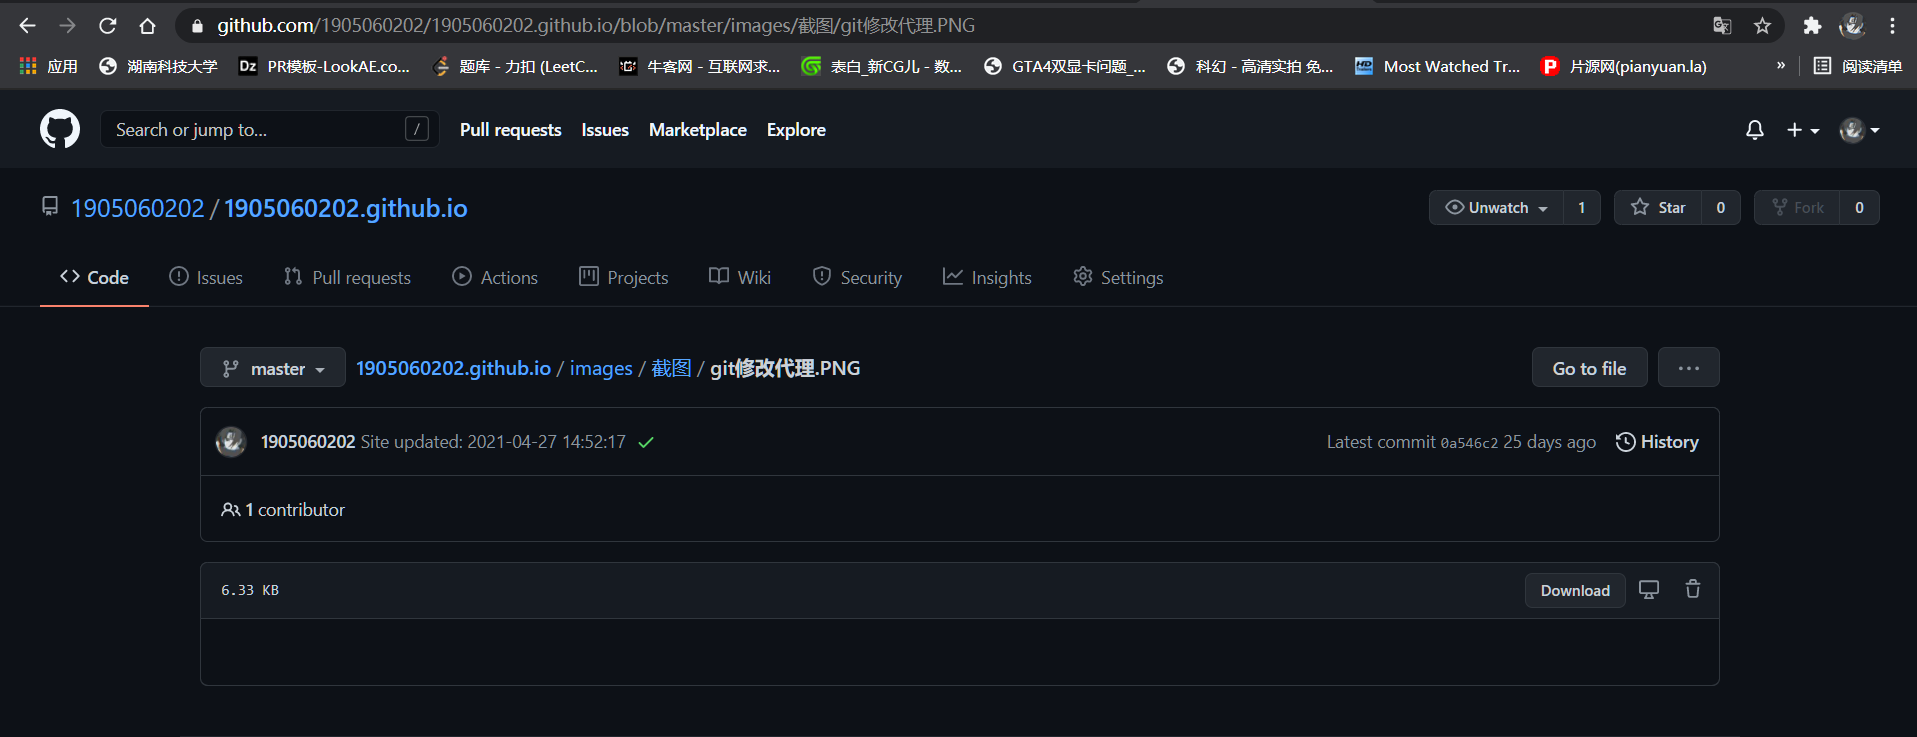 github.com/1905060202/1905060202.github.io/blob/master/images/截图/git修改代理.PNG
应用 湖南科技大学 Dz PR模板-LookAE.co... 题库 - 力扣 (LeetC... 牛客网 - 互联网求... 表白_新CG儿 - 数... GTA4双显卡问题_... 科幻 - 高清实拍 免... HD Most Watched Tr... P 片源网(pianyuan.la) » 阅读清单
Search or jump to... / Pull requests Issues Marketplace Explore
1905060202 / 1905060202.github.io Unwatch 1 Star 0 Fork 0
Code Issues Pull requests Actions Projects Wiki Security Insights Settings
master 1905060202.github.io / images / 截图 / git修改代理.PNG Go to file ...
1905060202 Site updated: 2021-04-27 14:52:17 Latest commit 0a546c2 25 days ago History
1 contributor
6.33 KB Download